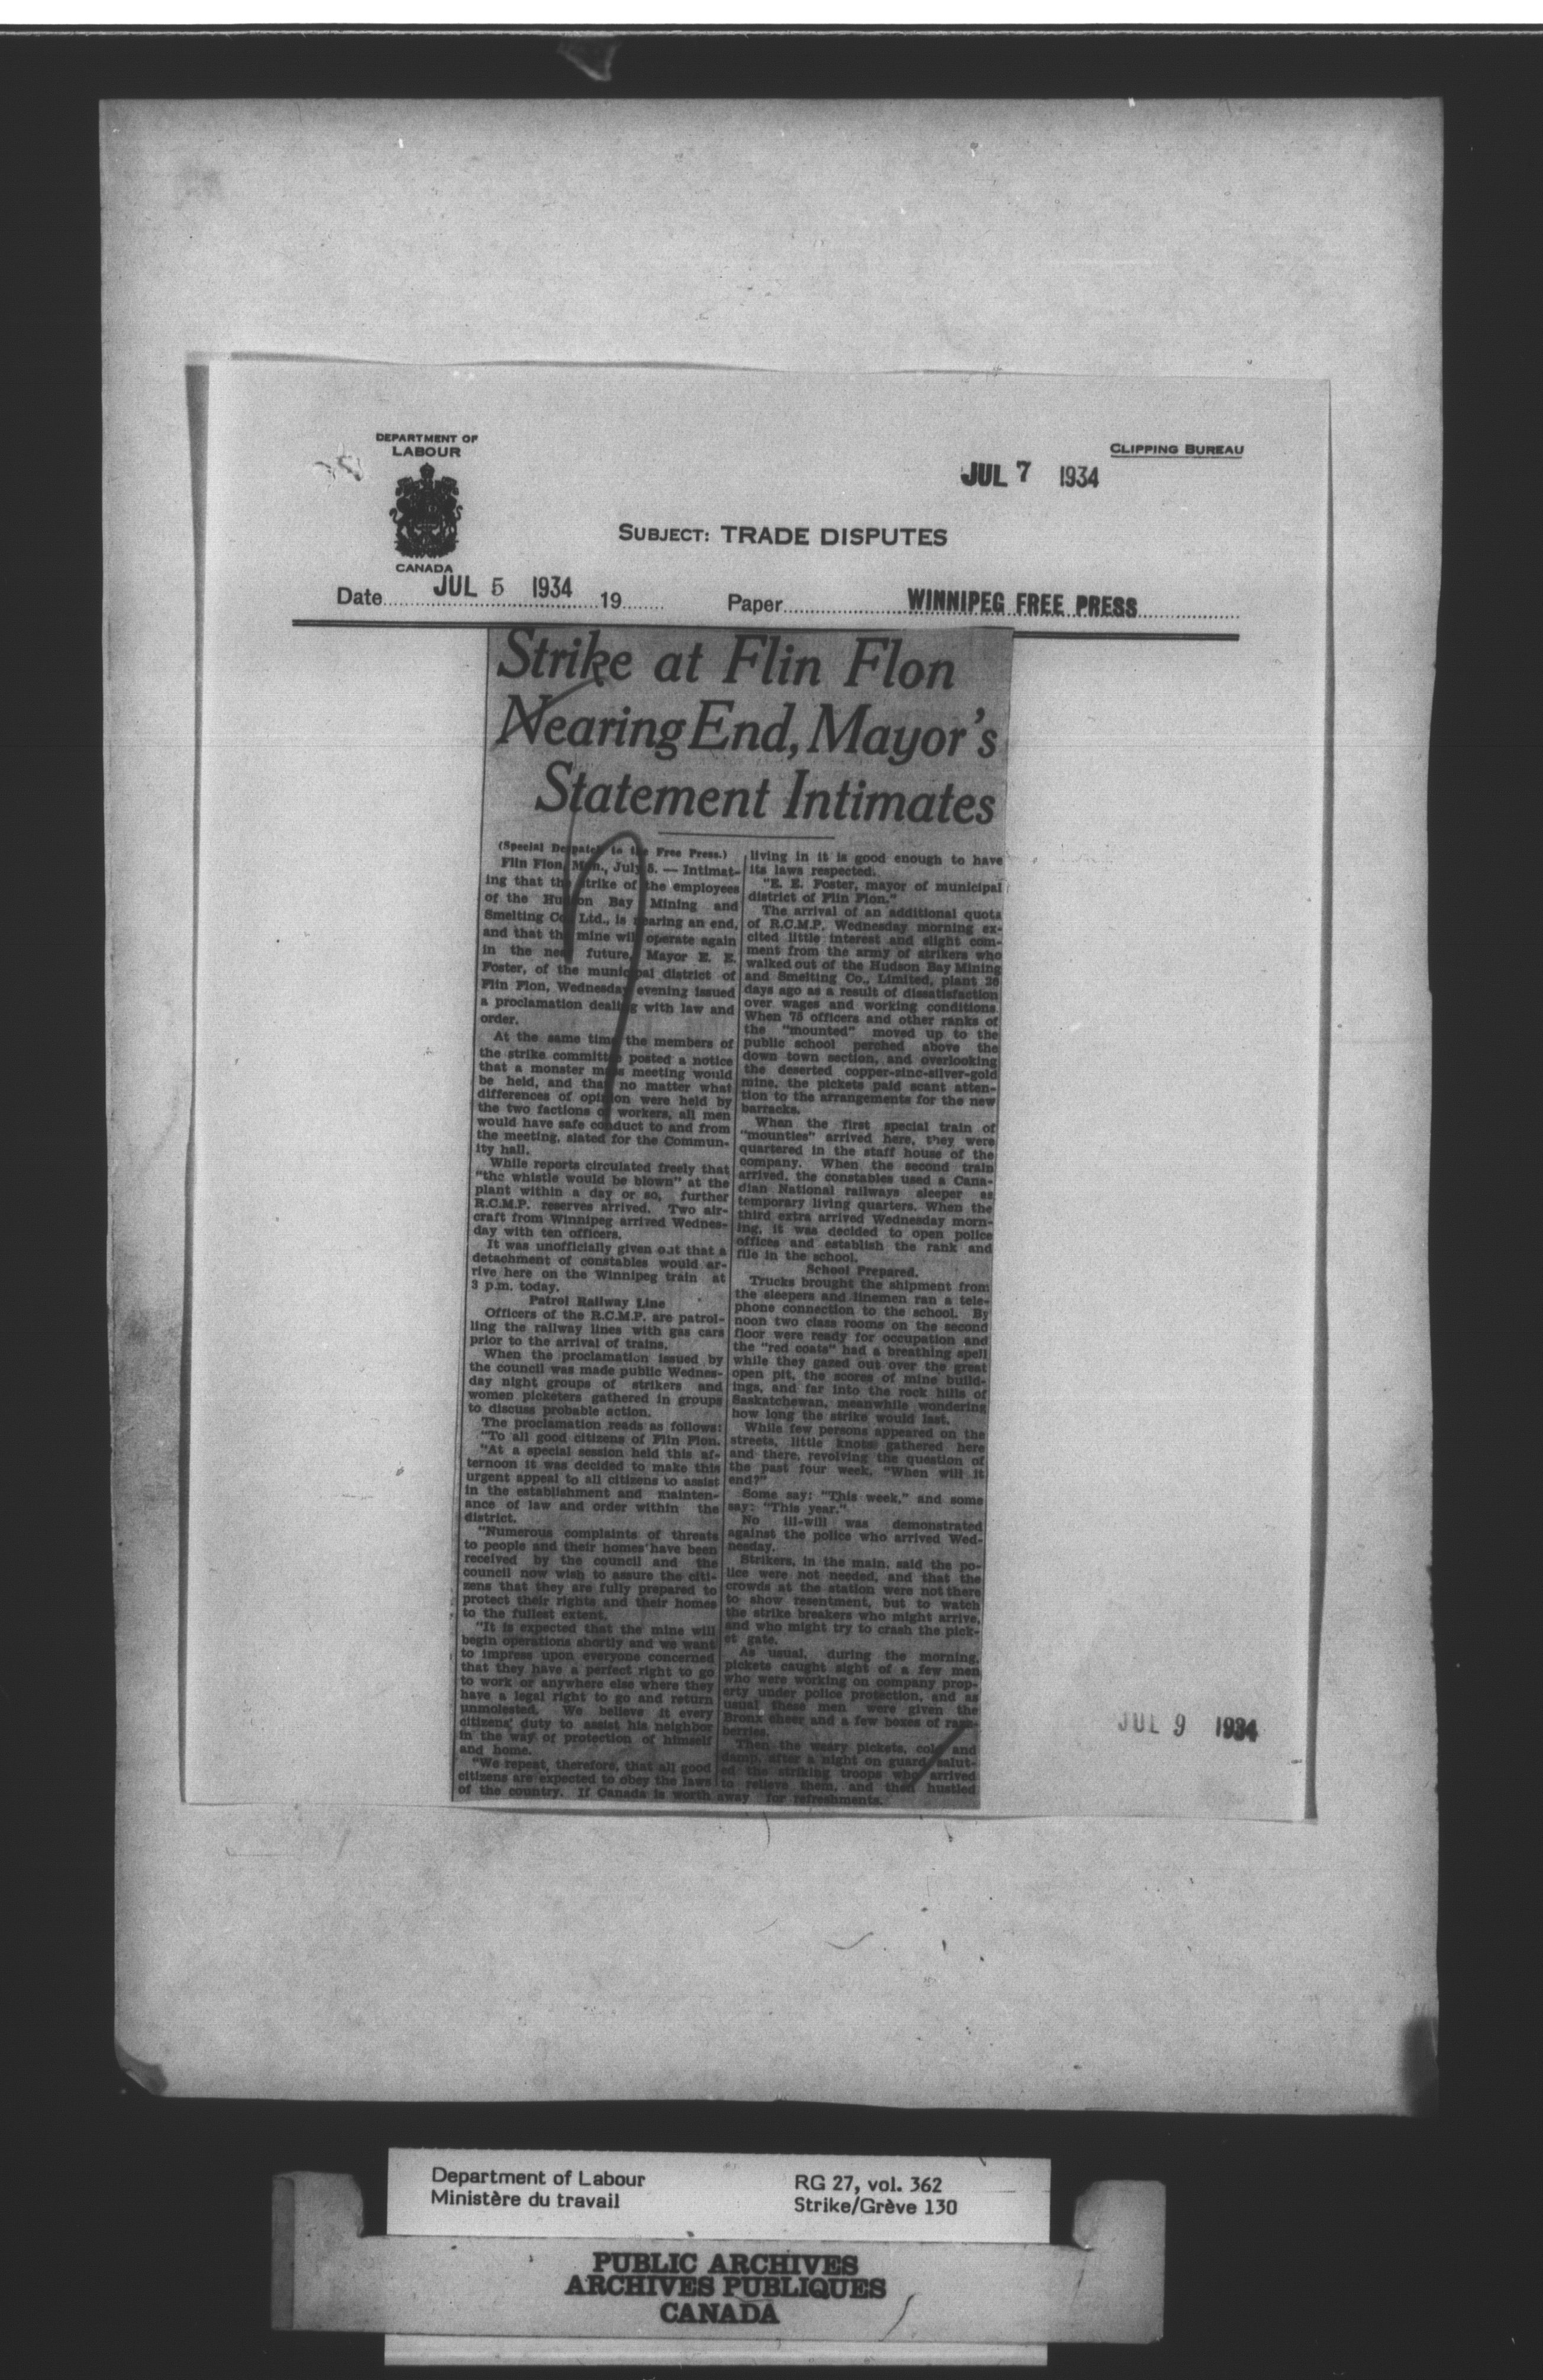 DEPARTMENT OF
LABOUR
CANADA
CLIPPING BUREAU
JUL 7 1934
SUBJECT: TRADE DISPUTES
Date JUL 5 1934 19 Paper WINNIPEG FREE PRESS
Strike at Flin Flon
Nearing End, Mayor's
Statement Intimates
(Special Despatch to the Free Press.)
Flin Flon, Man., July 5. — Intimat-
ing that the strike of the employees
of the Hudson Bay Mining and
Smelting Co. Ltd., is nearing an end,
and that the mine will operate again
in the near future, Mayor E. E.
Foster, of the municipal district of
Flin Flon, Wednesday evening issued
a proclamation dealing with law and
order.
At the same time the members of
the strike committee posted a notice
that a monster mass meeting would
be held, and that no matter what
differences of opinion were held by
the two factions of workers, all men
would have safe conduct to and from
the meeting, slated for the Commun-
ity hall.
While reports circulated freely that
"the whistle would be blown" at the
plant within a day or so, further
R.C.M.P. reserves arrived. Two air-
craft from Winnipeg arrived Wednes-
day with ten officers.
It was unofficially given out that a
detachment of constables would ar-
rive here on the Winnipeg train at
3 p.m. today.
Patrol Railway Line
Officers of the R.C.M.P. are patrol-
ling the railway lines with gas cars
prior to the arrival of trains.
When the proclamation issued by
the council was made public Wednes-
day night groups of strikers and
women picketers gathered in groups
to discuss probable action.
The proclamation reads as follows:
"To all good citizens of Flin Flon.
"At a special session held this af-
ternoon it was decided to make this
urgent appeal to all citizens to assist
in the establishment and mainten-
ance of law and order within the
district.
"Numerous complaints of threats
to people and their homes have been
received by the council and the
council now wish to assure the citi-
zens that they are fully prepared to
protect their rights and their homes
to the fullest extent.
"It is expected that the mine will
begin operations shortly and we want
to impress upon everyone concerned
that they have a perfect right to go
to work or anywhere else where they
have a legal right to go and return
unmolested. We believe it every
citizens' duty to assist his neighbor
in the way of protection of himself
and home.
"We repeat, therefore, that all good
citizens are expected to obey the laws
of the country. If Canada is worth
living in it is good enough to have
its laws respected.
"E. E. Foster, mayor of municipal
district of Flin Flon."
The arrival of an additional quota
of R.C.M.P. Wednesday morning ex-
cited little interest and slight com-
ment from the army of strikers who
walked out of the Hudson Bay Mining
and Smelting Co., Limited, plant 26
days ago as a result of dissatisfaction
over wages and working conditions.
When 75 officers and other ranks of
the "mounted" moved up to the
public school perched above the
down town section, and overlooking
the deserted copper-zinc-silver-gold
mine, the pickets paid scant atten-
tion to the arrangements for the new
barracks.
When the first special train of
"mounties" arrived here, they were
quartered in the staff house of the
company. When the second train
arrived, the constables used a Cana-
dian National railways sleeper as
temporary living quarters. When the
third extra arrived Wednesday morn-
ing, it was decided to open police
offices and establish the rank and
file in the school.
School Prepared.
Trucks brought the shipment from
the sleepers and linemen ran a tele-
phone connection to the school. By
noon two class rooms on the second
floor were ready for occupation and
the "red coats" had a breathing spell
while they gazed out over the great
open pit, the scores of mine build-
ings, and far into the rock hills of
Saskatchewan, meanwhile wondering
how long the strike would last.
While few persons appeared on the
streets, little knots gathered here
and there, revolving the question of
the past four week, "When will it
end?"
Some say: "This week," and some
say: "This year."
No ill-will was demonstrated
against the police who arrived Wed-
nesday.
Strikers, in the main, said the po-
lice were not needed, and that the
crowds at the station were not there
to show resentment, but to watch
the strike breakers who might arrive,
and who might try to crash the pick-
et gate.
As usual, during the morning,
pickets caught sight of a few men
who were working on company prop-
erty under police protection, and as
usual these men were given the
Bronx cheer and a few boxes of rasp-
berries.
Then the weary pickets, cold and
damp, after a night on guard, salut-
ed the striking troops who arrived
to relieve them, and then hustled
away for refreshments.
JUL 9 1934
Department of Labour
Ministère du travail
RG 27, vol. 362
Strike/Grève 130
PUBLIC ARCHIVES
ARCHIVES PUBLIQUES
CANADA